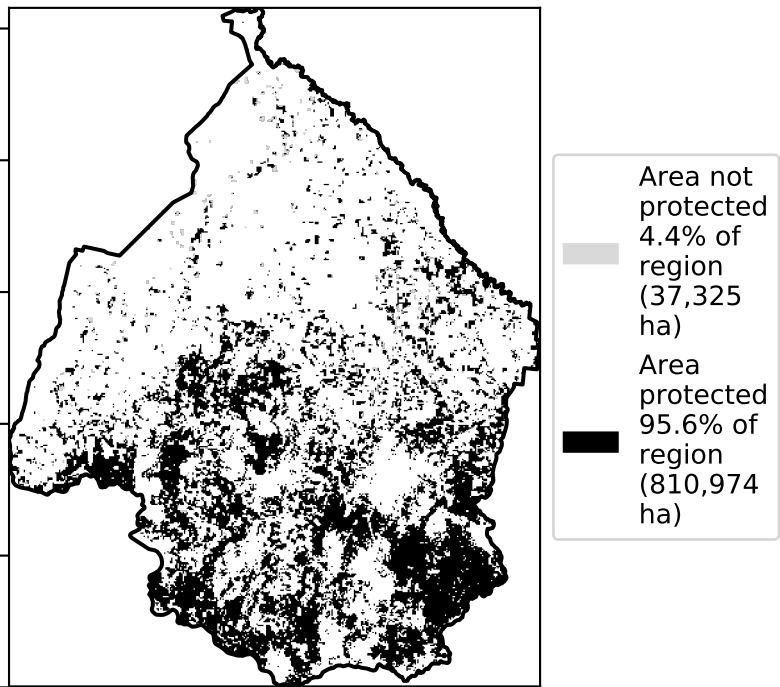 Area not
protected
4.4% of
region
(37,325
ha)
Area
protected
95.6% of
region
(810,974
ha)